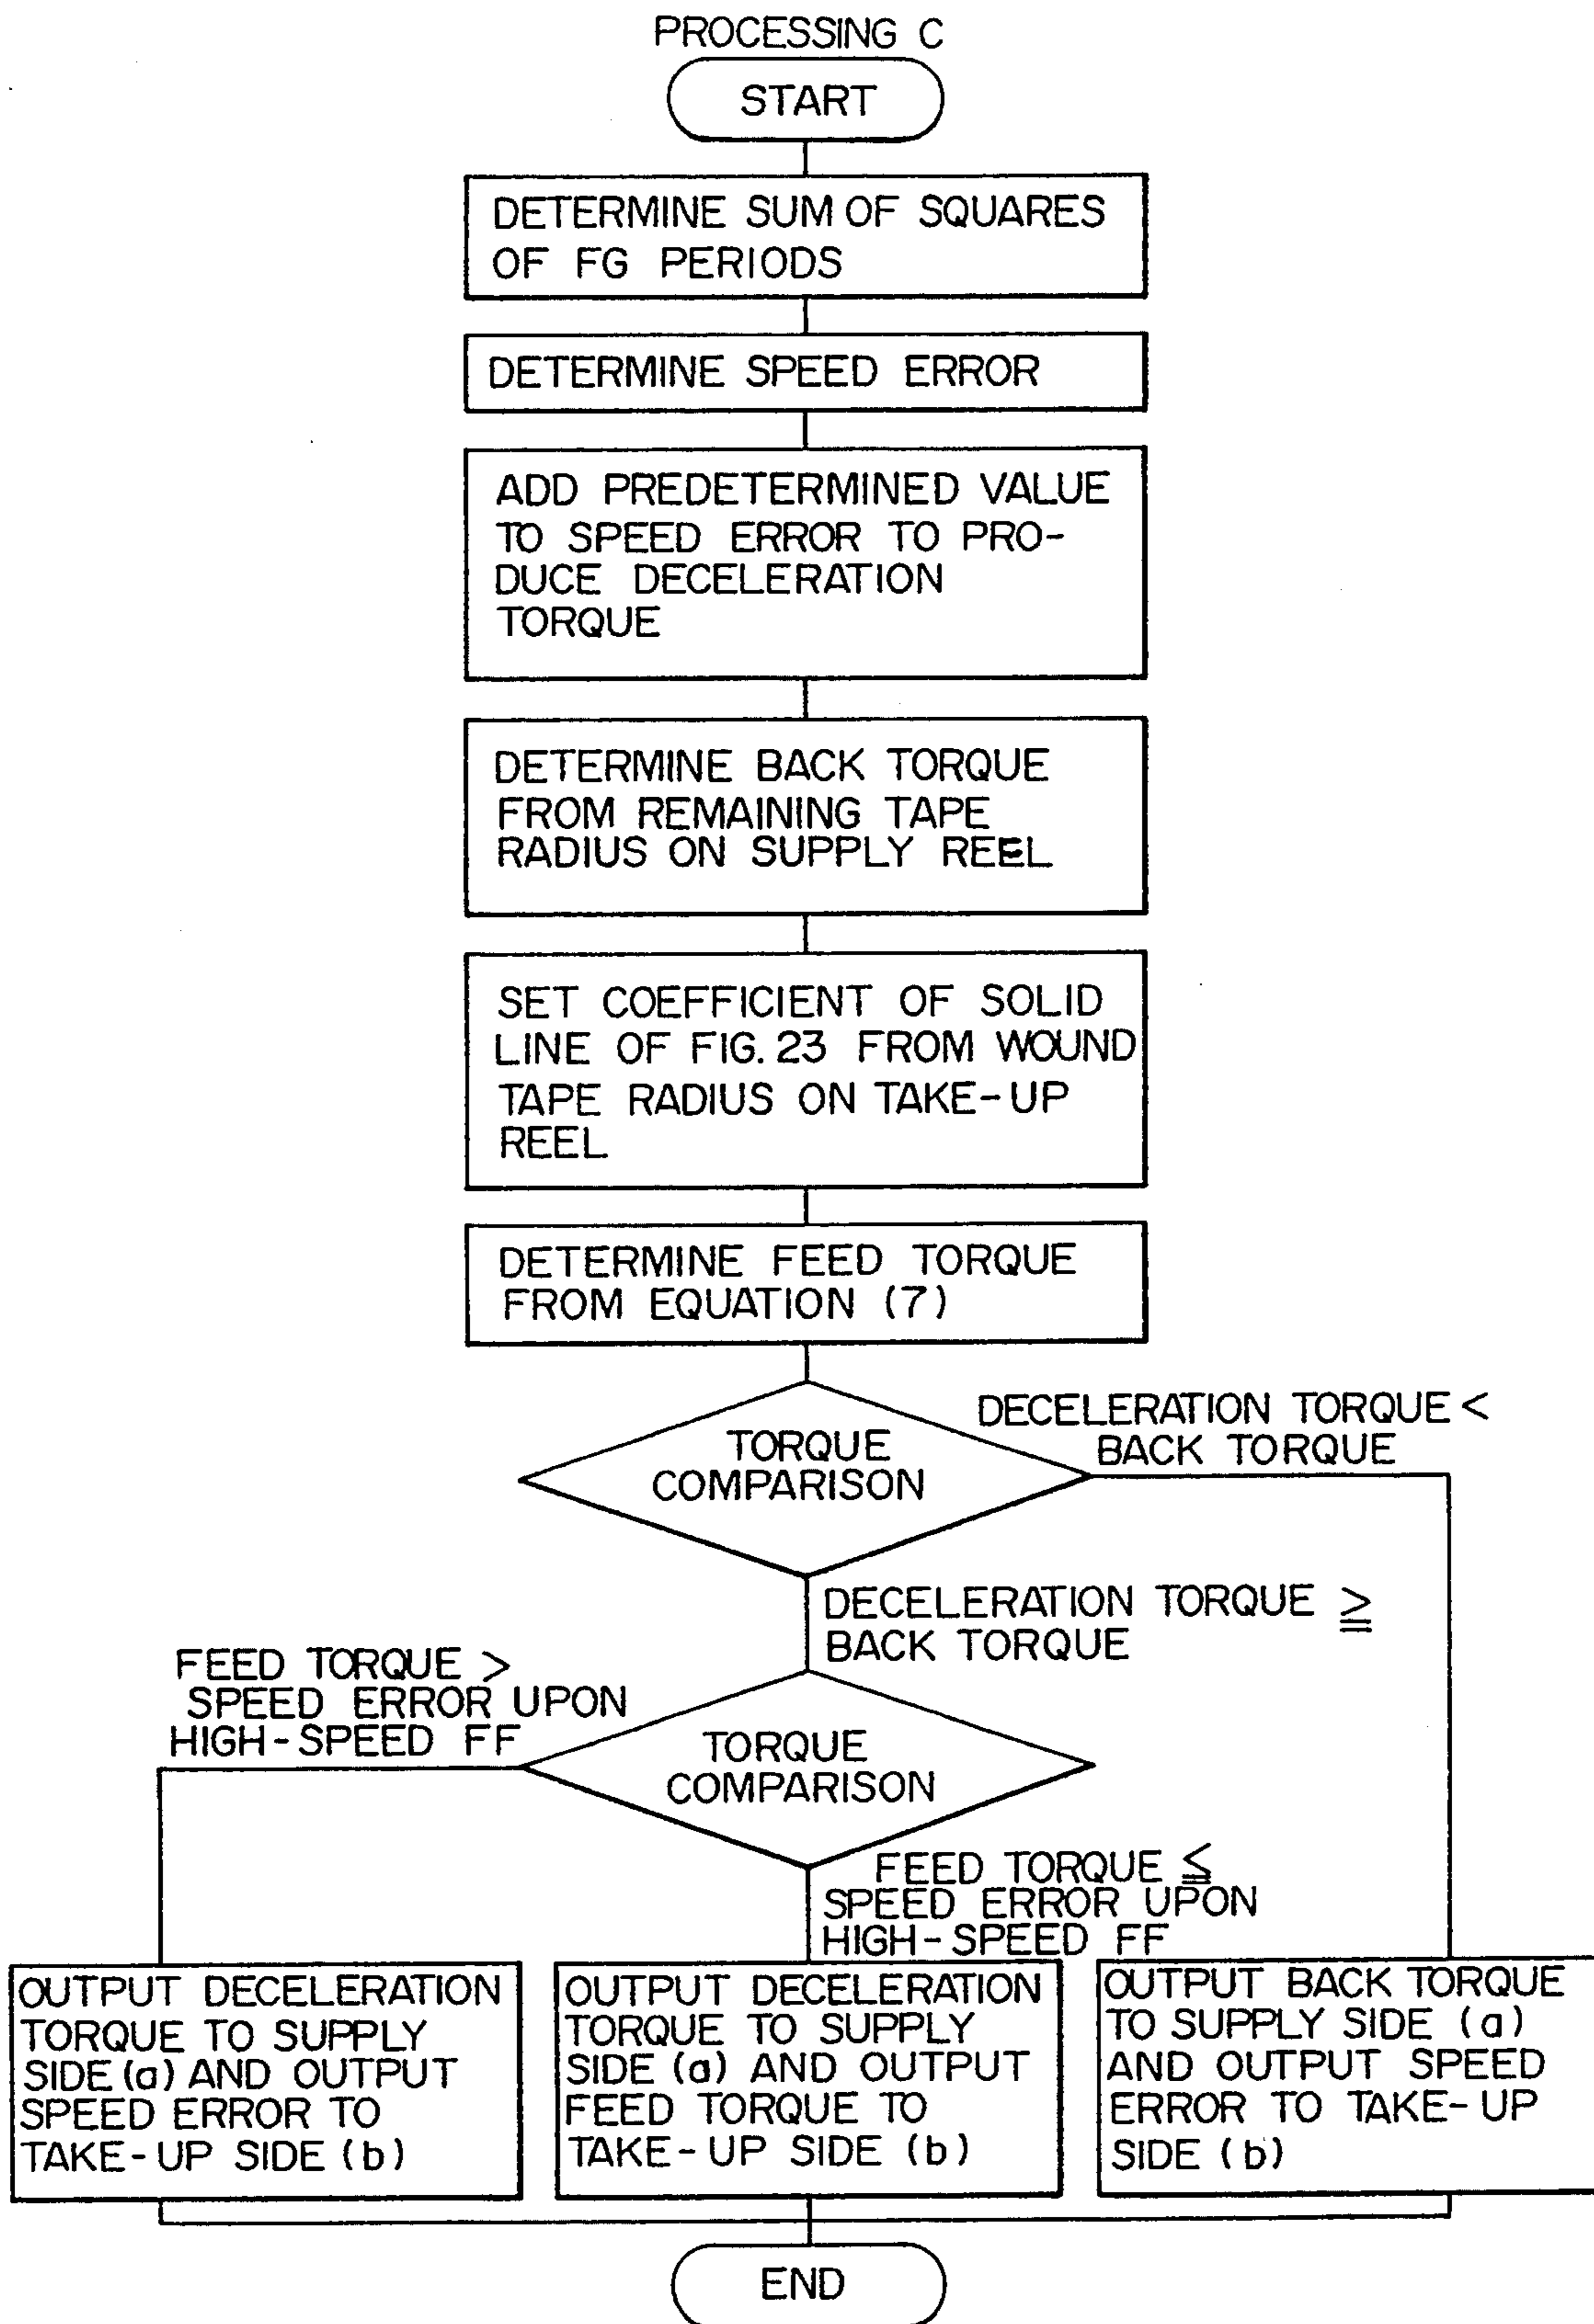 PROCESSING C
START
DETERMINE SUM OF SQUARES
OF FG PERIODS
DETERMINE SPEED ERROR
ADD PREDETERMINED VALUE
TO SPEED ERROR TO PRO-
DUCE DECELERATION
TORQUE
DETERMINE BACK TORQUE
FROM REMAINING TAPE
RADIUS ON SUPPLY REEL
SET COEFFICIENT OF SOLID
LINE OF FIG. 23 FROM WOUND
TAPE RADIUS ON TAKE-UP
REEL
DETERMINE FEED TORQUE
FROM EQUATION (7)
TORQUE
COMPARISON
DECELERATION TORQUE <
BACK TORQUE
DECELERATION TORQUE ≧
BACK TORQUE
FEED TORQUE >
SPEED ERROR UPON
HIGH-SPEED FF
TORQUE
COMPARISON
FEED TORQUE ≦
SPEED ERROR UPON
HIGH-SPEED FF
OUTPUT DECELERATION
TORQUE TO SUPPLY
SIDE (a) AND OUTPUT
SPEED ERROR TO
TAKE-UP SIDE (b)
OUTPUT DECELERATION
TORQUE TO SUPPLY
SIDE (a) AND OUTPUT
FEED TORQUE TO
TAKE-UP SIDE (b)
OUTPUT BACK TORQUE
TO SUPPLY SIDE (a)
AND OUTPUT SPEED
ERROR TO TAKE-UP
SIDE (b)
END